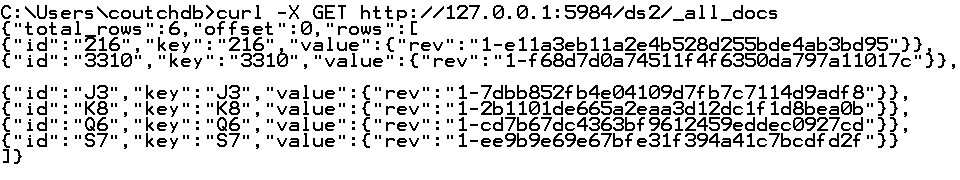 C:\Users\coutchdb>curl -X GET http://127.0.0.1:5984/ds2/_all_docs
{"total_rows":6,"offset":0,"rows":[
{"id":"216","key":"216","value":{"rev":"1-e11a3eb11a2e4b528d255bde4ab3bd95"}},
{"id":"3310","key":"3310","value":{"rev":"1-f68d7d0a74511f4f6350da797a11017c"}},
{"id":"J3","key":"J3","value":{"rev":"1-7dbb852fb4e04109d7fb7c7114d9adf8"}},
{"id":"K8","key":"K8","value":{"rev":"1-2b1101de665a2eaa3d12dc1f1d8bea0b"}},
{"id":"Q6","key":"Q6","value":{"rev":"1-cd7b67dc4363bf9612459eddec0927cd"}},
{"id":"S7","key":"S7","value":{"rev":"1-ee9b9e69e67bfe31f394a41c7bcdfd2f"}}
]}